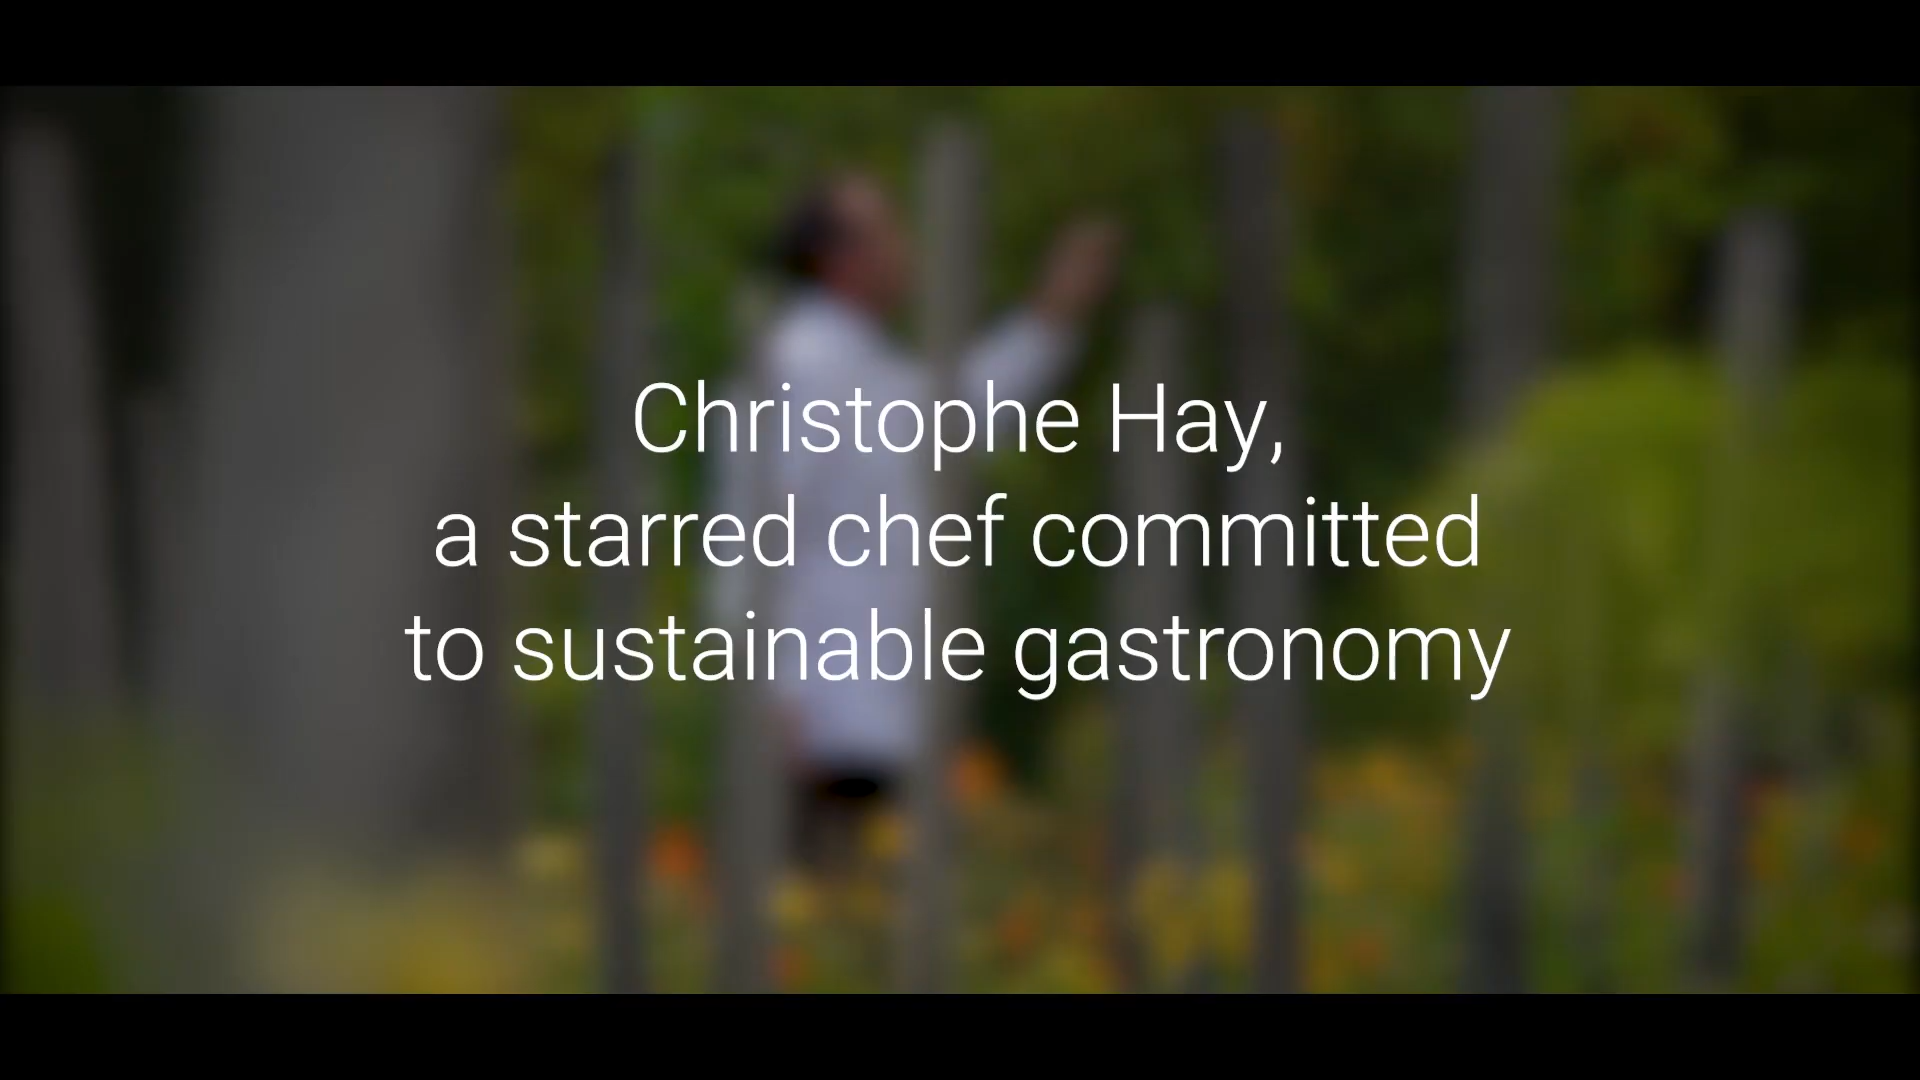 Christophe Hay,
a starred chef committed
to sustainable gastronomy